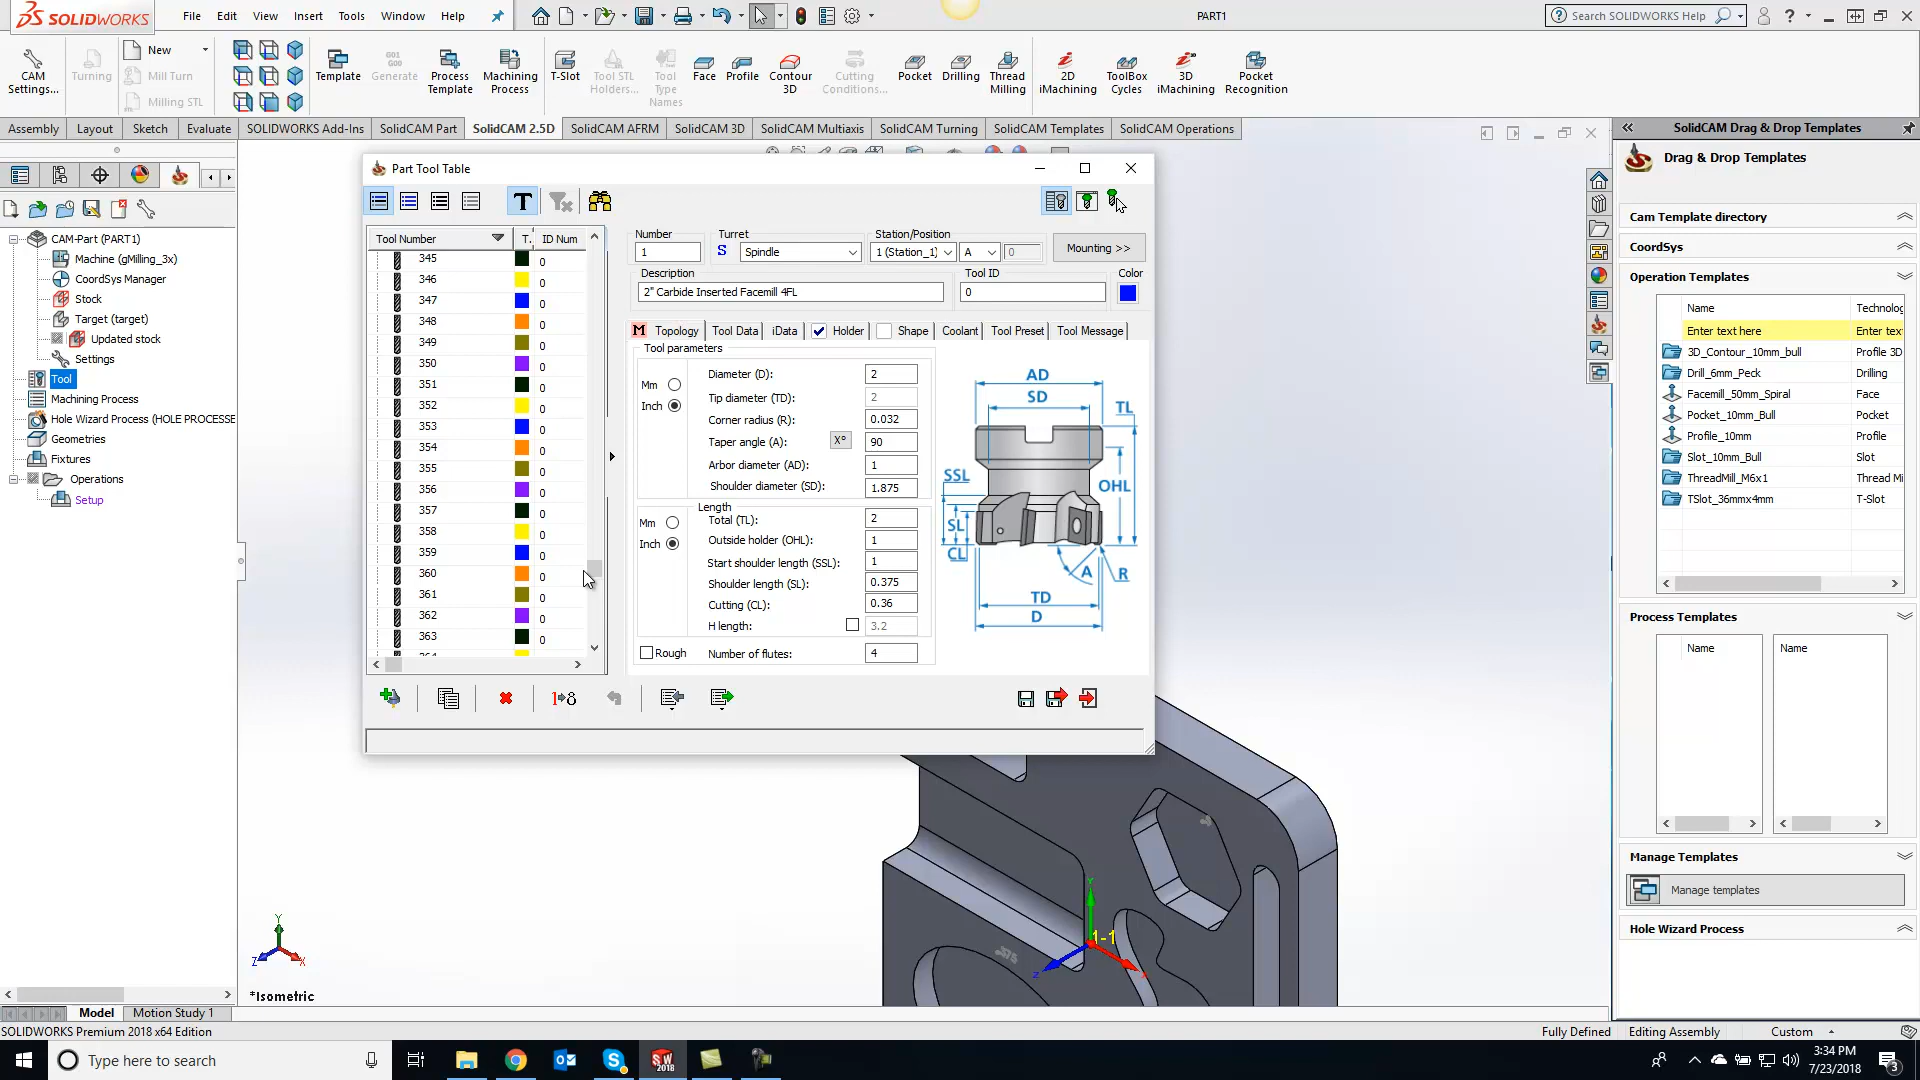 SOLIDWORKS
File
Edit
View
Insert
Tools
Window
Help
PART1
Search SOLIDWORKS Help
CAM Settings...
Turning
New
Mill Turn
Milling STL
Template
G01 G00
Generate
Process Template
Machining Process
T-Slot
Tool STL Holders...
Tool Type Names
Face
Profile
Contour 3D
Cutting Conditions...
Pocket
Drilling
Thread Milling
2D iMachining
ToolBox Cycles
3D iMachining
Pocket Recognition
Assembly
Layout
Sketch
Evaluate
SOLIDWORKS Add-Ins
SolidCAM Part
SolidCAM 2.5D
SolidCAM AFRM
SolidCAM 3D
SolidCAM Multiaxis
SolidCAM Turning
SolidCAM Templates
SolidCAM Operations
CAM-Part (PART1)
Machine (gMilling_3x)
CoordSys Manager
Stock
Target (target)
Updated stock
Settings
Tool
Machining Process
Hole Wizard Process (HOLE PROCESSE
Geometries
Fixtures
Operations
Setup
Part Tool Table
Tool Number
T.
ID Num
345 0
346 0
347 0
348 0
349 0
350 0
351 0
352 0
353 0
354 0
355 0
356 0
357 0
358 0
359 0
360 0
361 0
362 0
363 0
Number
1
Turret
S
Spindle
Station/Position
1 (Station_1)
A
0
Mounting >>
Description
2" Carbide Inserted Facemill 4FL
Tool ID
0
Color
M Topology
Tool Data
iData
Holder
Shape
Coolant
Tool Preset
Tool Message
Tool parameters
Mm
Inch
Diameter (D): 2
Tip diameter (TD): 2
Corner radius (R): 0.032
Taper angle (A): X° 90
Arbor diameter (AD): 1
Shoulder diameter (SD): 1.875
Length
Mm
Inch
Total (TL): 2
Outside holder (OHL): 1
Start shoulder length (SSL): 1
Shoulder length (SL): 0.375
Cutting (CL): 0.36
H length: 3.2
Rough
Number of flutes: 4
AD
SD
TL
SSL
OHL
SL
CL
A
R
TD
D
1→8
SolidCAM Drag & Drop Templates
Drag & Drop Templates
Cam Template directory
CoordSys
Operation Templates
Name
Technolog
Enter text here
Enter tex
3D_Contour_10mm_bull
Profile 3D
Drill_6mm_Peck
Drilling
Facemill_50mm_Spiral
Face
Pocket_10mm_Bull
Pocket
Profile_10mm
Profile
Slot_10mm_Bull
Slot
ThreadMill_M6x1
Thread Mi
TSlot_36mmx4mm
T-Slot
Process Templates
Name
Name
Manage Templates
Manage templates
Hole Wizard Process
Y
Z
X
*Isometric
.375
1-1
Y
Z
Model
Motion Study 1
SOLIDWORKS Premium 2018 x64 Edition
Fully Defined
Editing Assembly
Custom
Type here to search
SW
2018
3:34 PM
7/23/2018
3